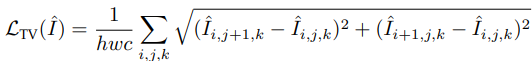 $\mathcal{L}_{\text{TV}}(\hat{I}) = \frac{1}{hwc} \sum_{i,j,k} \sqrt{(\hat{I}_{i,j+1,k} - \hat{I}_{i,j,k})^2 + (\hat{I}_{i+1,j,k} - \hat{I}_{i,j,k})^2}$